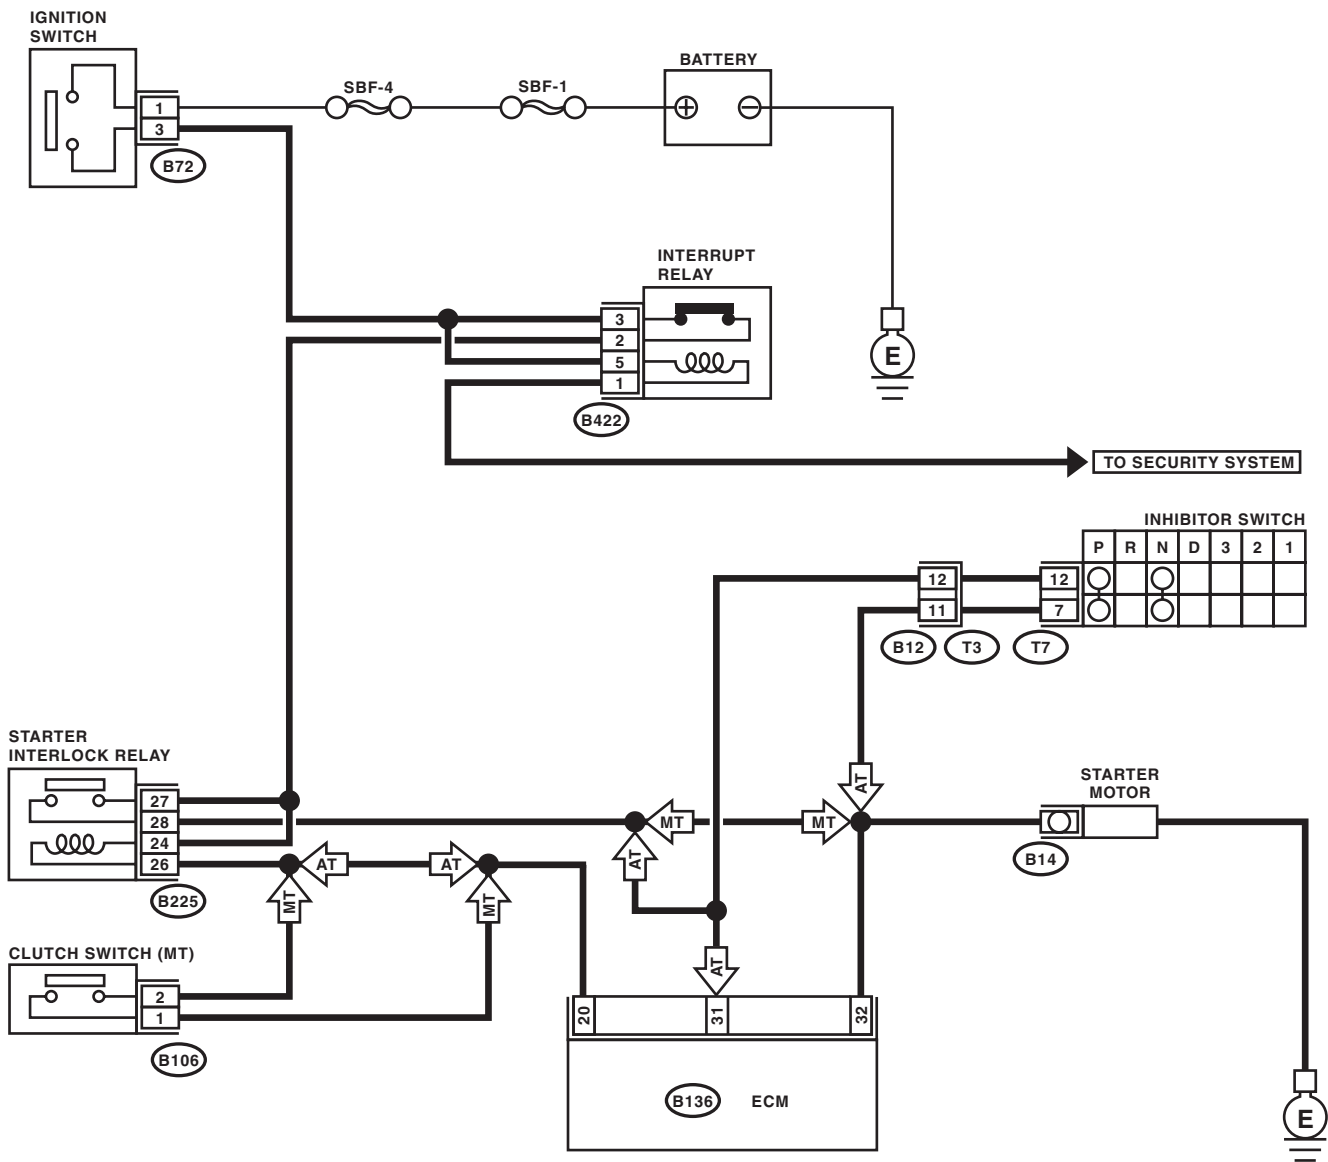 IGNITION
SWITCH
1
3
B72
SBF-4
SBF-1
BATTERY
+
−
E
INTERRUPT
RELAY
3
2
5
1
B422
TO SECURITY SYSTEM
INHIBITOR SWITCH
P R N D 3 2 1
12
11
12
7
B12
T3
T7
STARTER
INTERLOCK RELAY
27
28
24
26
B225
AT
AT
MT
MT
MT
MT
AT
AT
AT
STARTER
MOTOR
B14
CLUTCH SWITCH (MT)
2
1
B106
20
31
32
B136
ECM
E